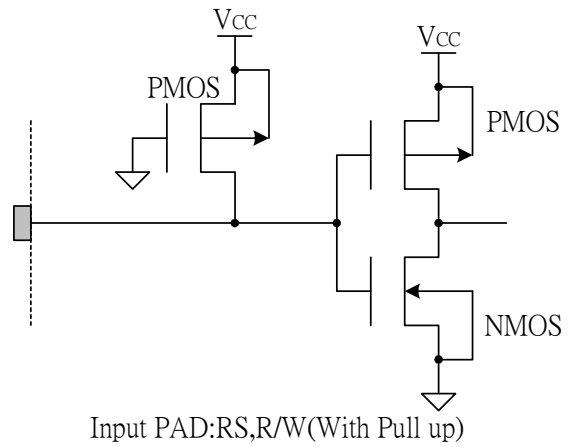 VCC
VCC
PMOS
PMOS
NMOS
Input PAD:RS,R/W(With Pull up)